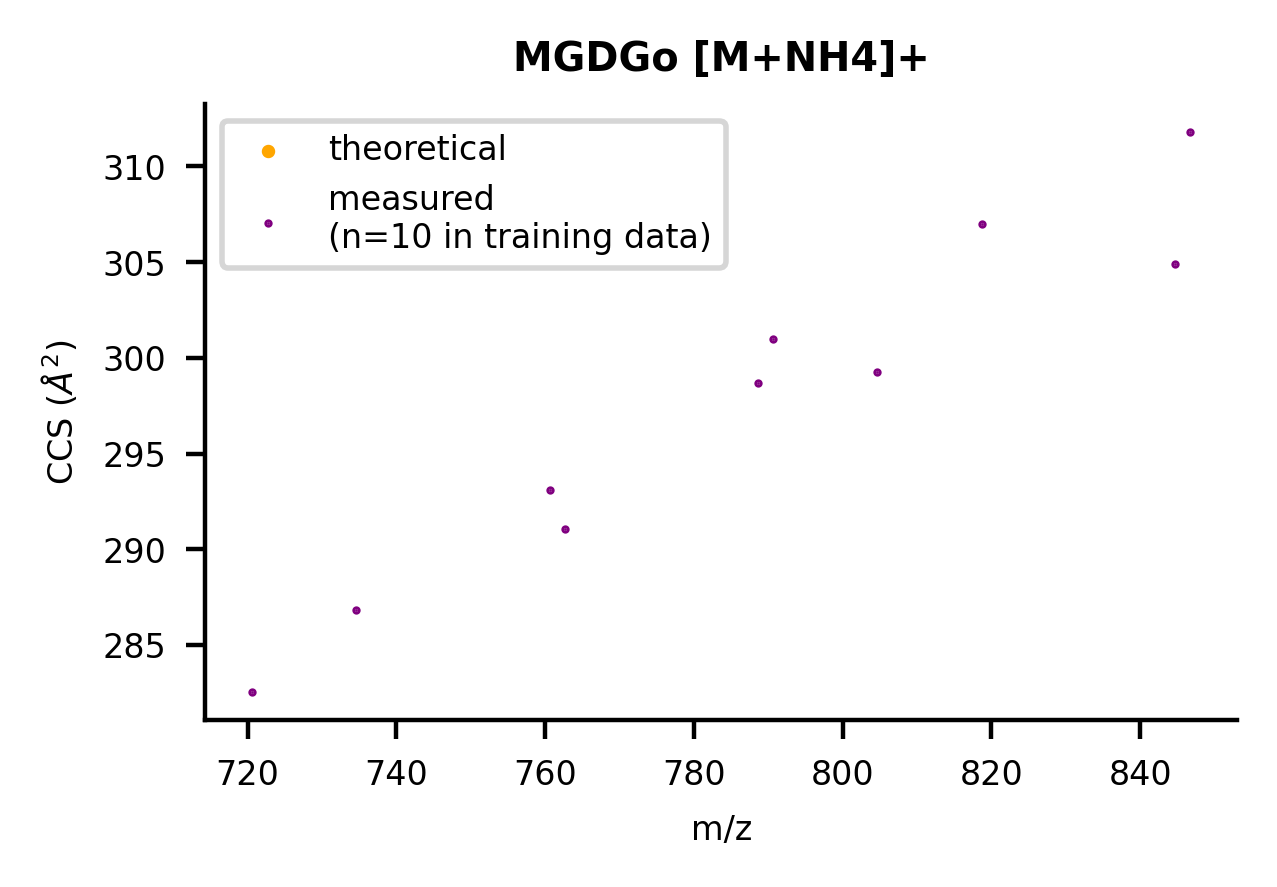 MGDGo [M+NH4]+
theoretical
measured
(n=10 in training data)
310
305
300
295
290
285
CCS (Å²)
720 740 760 780 800 820 840
m/z